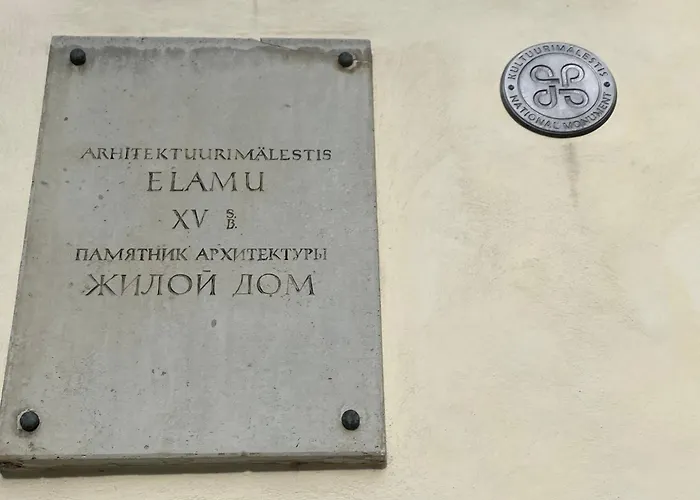 ARHITEKTUURIMÄLESTIS
ELAMU
XV S. В.
ПАМЯТНИК АРХИТЕКТУРЫ
ЖИЛОЙ ДОМ
KULTUURIMÄLESTIS
NATIONAL MONUMENT